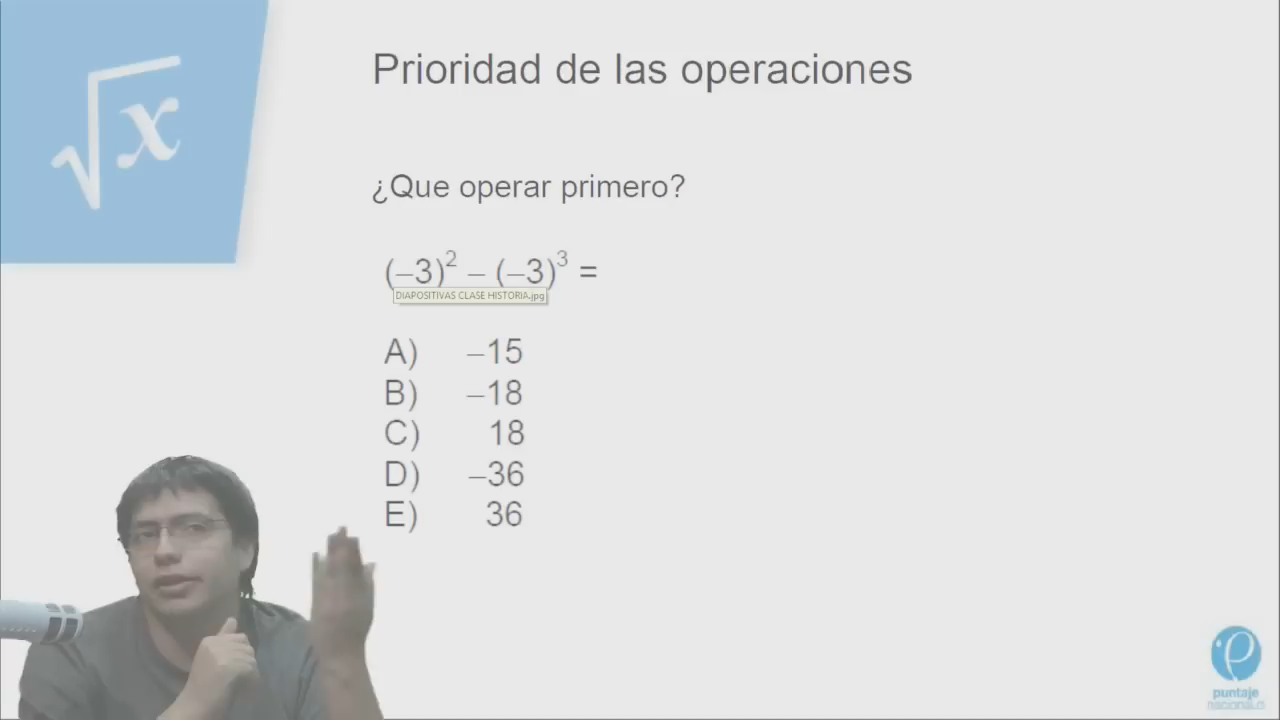 √x
Prioridad de las operaciones
¿Que operar primero?
(–3)² – (–3)³ =
DIAPOSITIVAS CLASE HISTORIA.jpg
A) –15
B) –18
C) 18
D) –36
E) 36
puntaje
nacional.cl